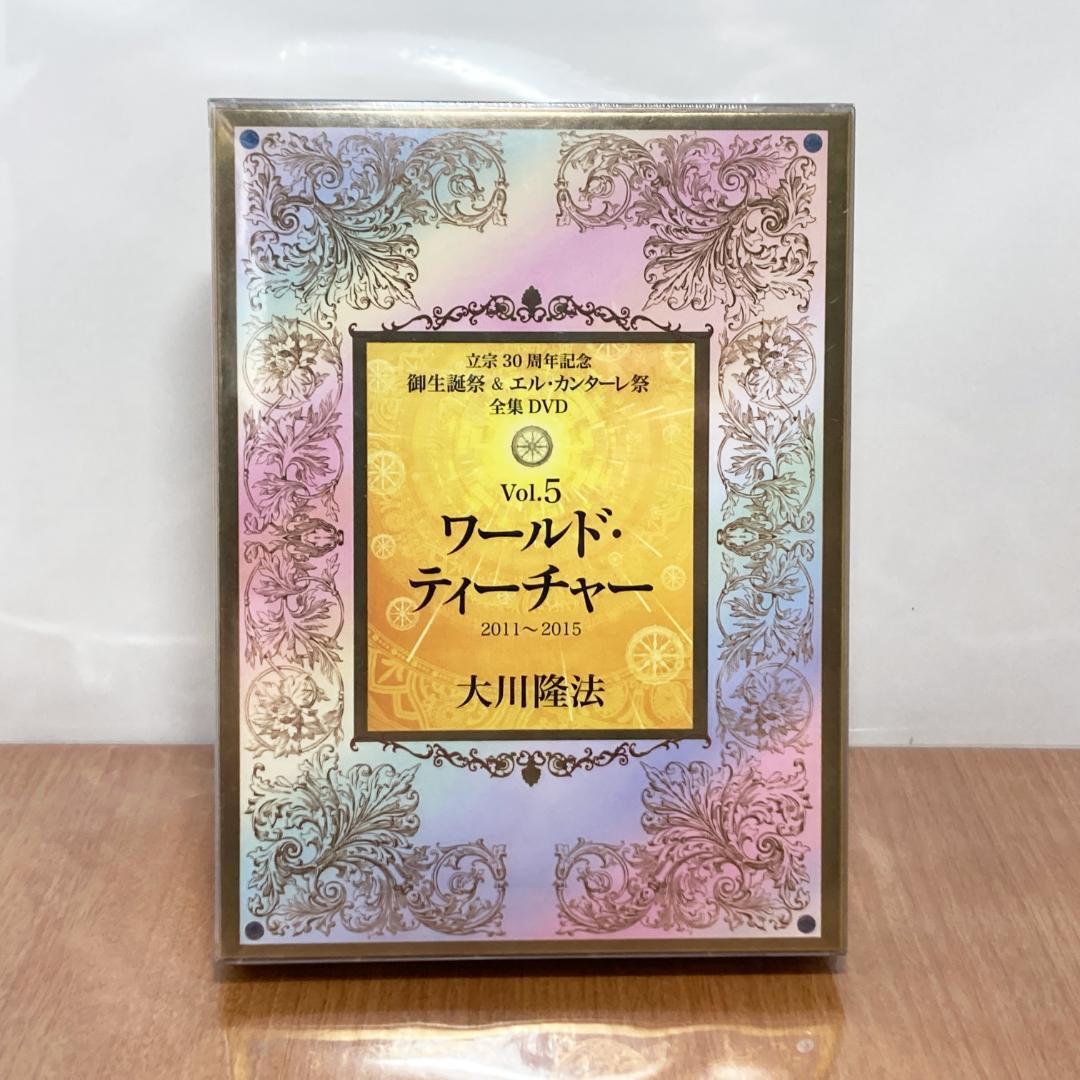 立宗30周年記念
御生誕祭 & エル・カンターレ祭
全集DVD
Vol.5
ワールド・
ティーチャー
2011～2015
大川隆法